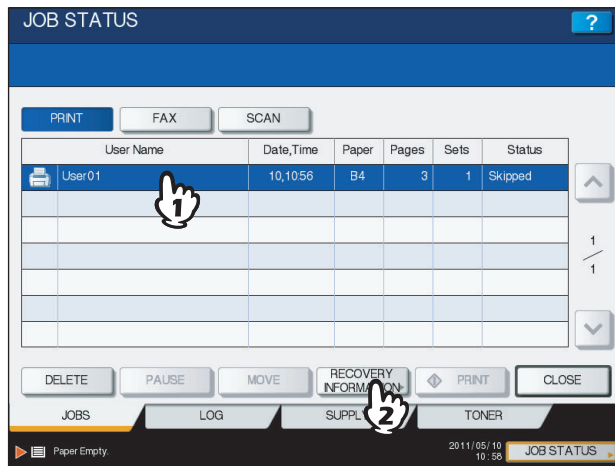 JOB STATUS
?
PRINT FAX SCAN
User Name Date,Time Paper Pages Sets Status
User01 10,10:56 B4 3 1 Skipped
1
1
1
RECOVERY
DELETE PAUSE MOVE PRINT CLOSE
2
JOBS LOG TONER
Paper Empty.
2011/05/10
10:58
JOB STATUS